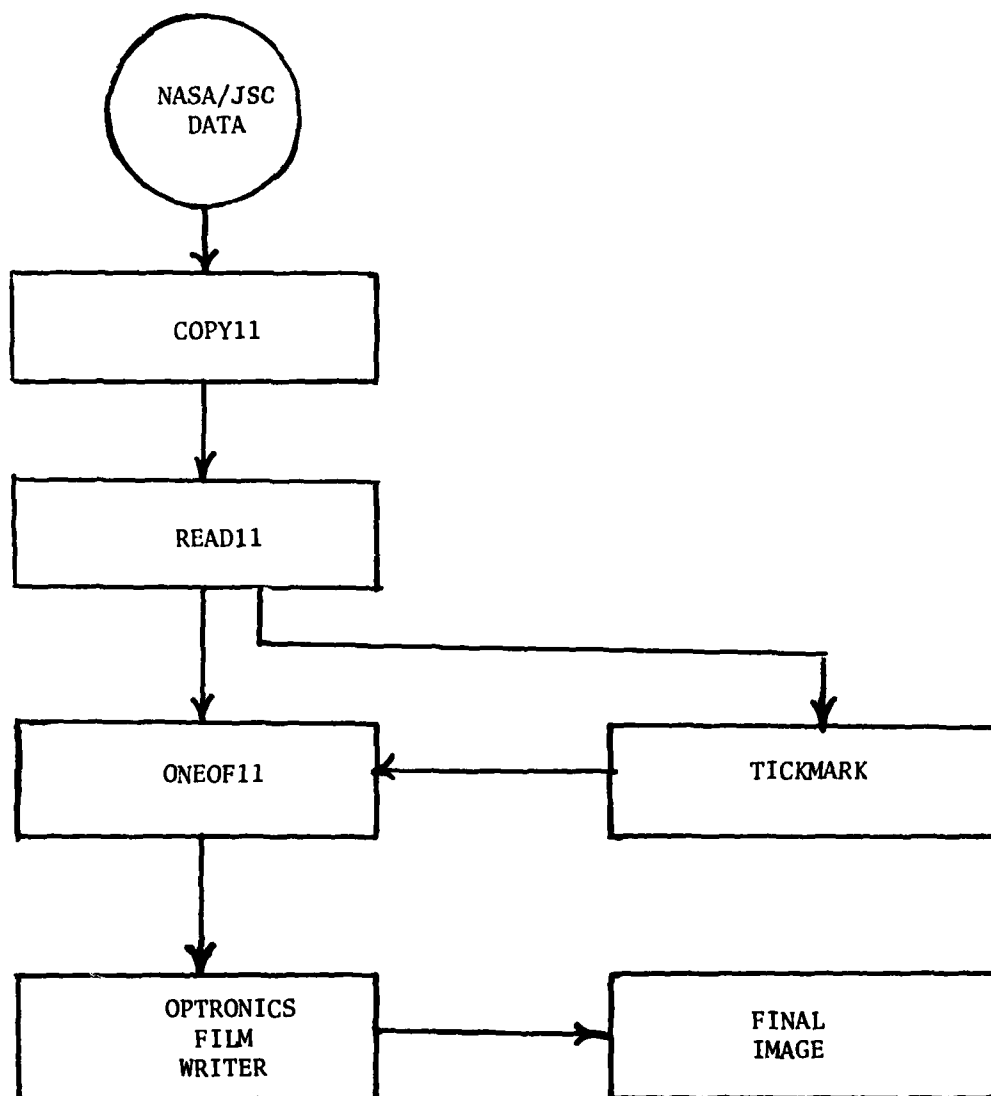 NASA/JSC
DATA
COPY11
READ11
ONEOF11
TICKMARK
OPTRONICS
FILM
WRITER
FINAL
IMAGE